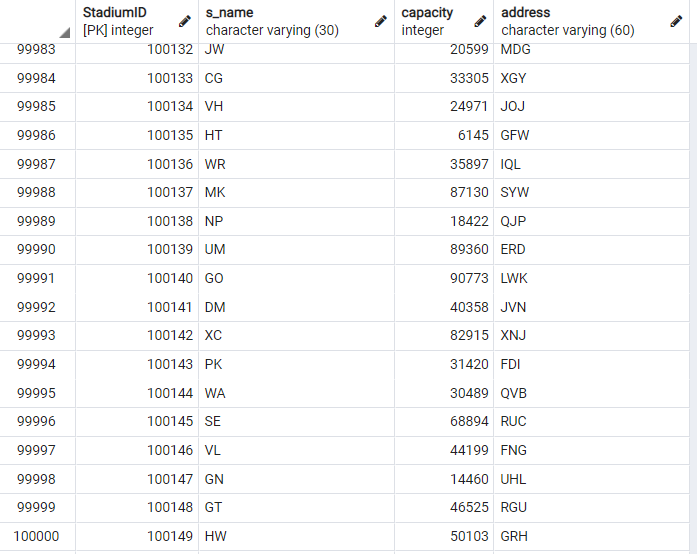 StadiumID s_name capacity address
[PK] integer character varying (30) integer character varying (60)
99983 100132 JW 20599 MDG
99984 100133 CG 33305 XGY
99985 100134 VH 24971 JOJ
99986 100135 HT 6145 GFW
99987 100136 WR 35897 IQL
99988 100137 MK 87130 SYW
99989 100138 NP 18422 QJP
99990 100139 UM 89360 ERD
99991 100140 GO 90773 LWK
99992 100141 DM 40358 JVN
99993 100142 XC 82915 XNJ
99994 100143 PK 31420 FDI
99995 100144 WA 30489 QVB
99996 100145 SE 68894 RUC
99997 100146 VL 44199 FNG
99998 100147 GN 14460 UHL
99999 100148 GT 46525 RGU
100000 100149 HW 50103 GRH